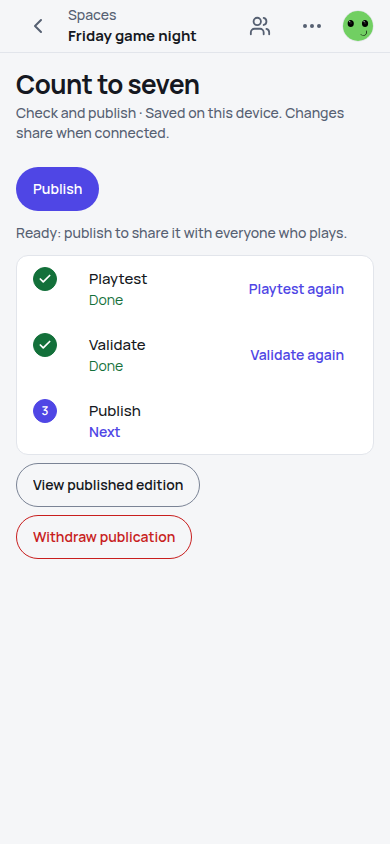 Spaces
Friday game night
Count to seven
Check and publish · Saved on this device. Changes
share when connected.
Publish
Ready: publish to share it with everyone who plays.
Playtest
Done
Playtest again
Validate
Done
Validate again
3
Publish
Next
View published edition
Withdraw publication